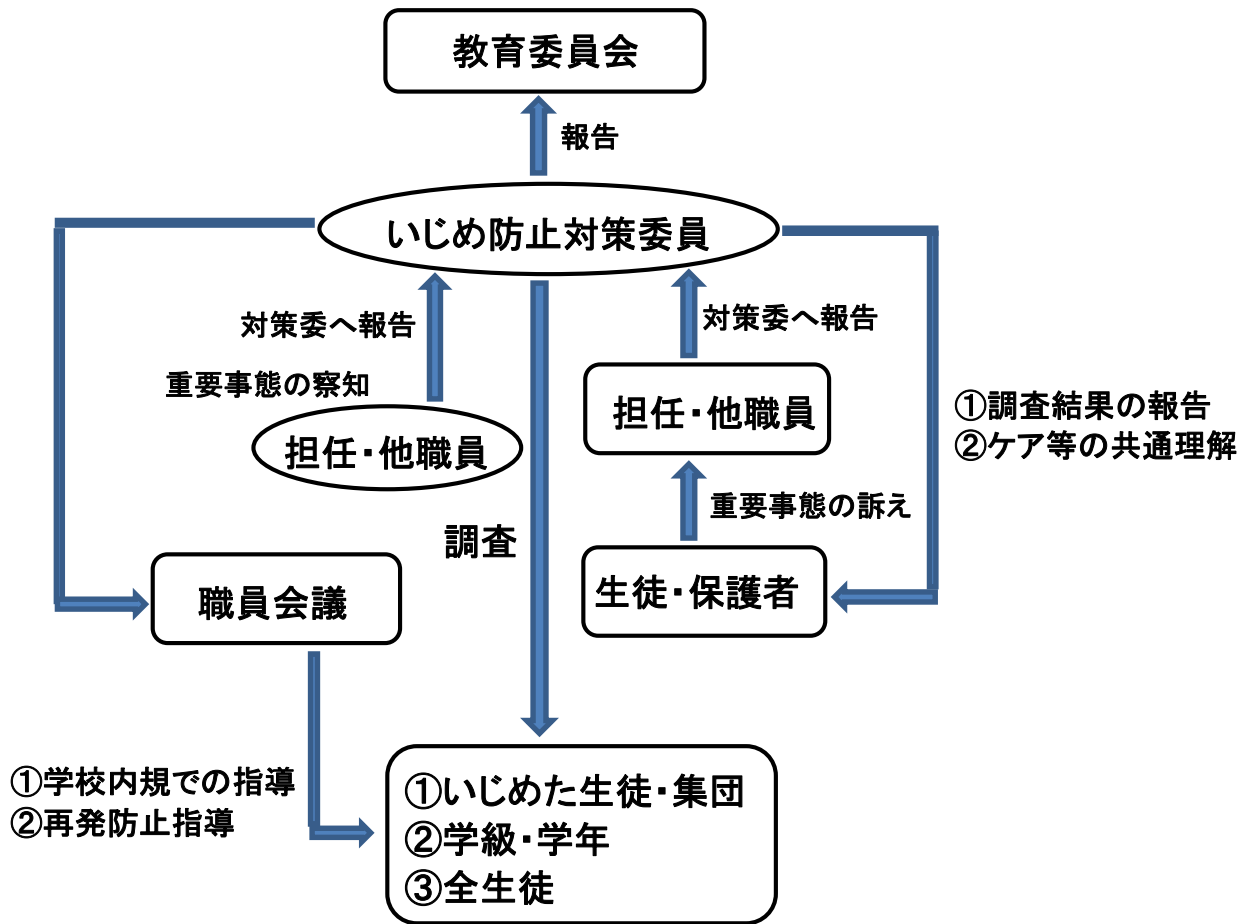 教育委員会
報告
いじめ防止対策委員
対策委へ報告
対策委へ報告
重要事態の察知
担任・他職員
担任・他職員
①調査結果の報告
②ケア等の共通理解
重要事態の訴え
調査
職員会議
生徒・保護者
①学校内規での指導
②再発防止指導
①いじめた生徒・集団
②学級・学年
③全生徒